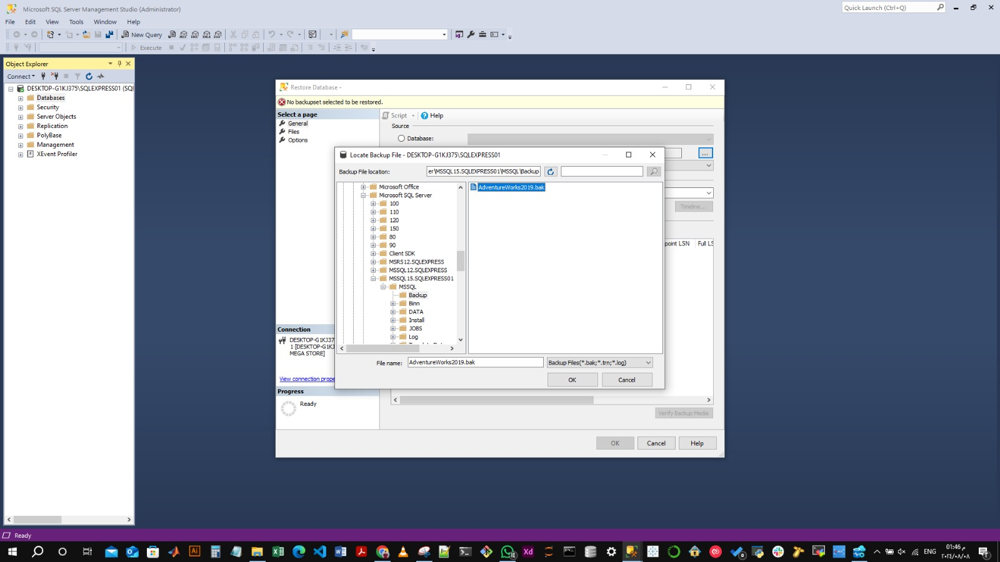 Microsoft SQL Server Management Studio (Administrator)
Quick Launch (Ctrl+Q)
File Edit View Tools Window Help
New Query
Execute
Object Explorer
Connect
DESKTOP-G1KJ375\SQLEXPRESS01 (SQL
Databases
Security
Server Objects
Replication
PolyBase
Management
XEvent Profiler
Restore Database -
No backupset selected to be restored.
Select a page
General
Files
Options
Script
Help
Source
Database:
...
Timeline...
point LSN
Full LS
Locate Backup File - DESKTOP-G1KJ375\SQLEXPRESS01
Backup File location:
er\MSSQL15.SQLEXPRESS01\MSSQL\Backup
Microsoft Office
Microsoft SQL Server
100
110
120
150
80
90
Client SDK
MSRS12.SQLEXPRESS
MSSQL12.SQLEXPRESS
MSSQL15.SQLEXPRESS01
MSSQL
Backup
Binn
DATA
Install
JOBS
Log
AdventureWorks2019.bak
File name:
AdventureWorks2019.bak
Backup Files(*.bak;*.trn;*.log)
OK
Cancel
Connection
DESKTOP-G1KJ37
1 [DESKTOP-G1KJ
MEGA STORE]
View connection prope
Progress
Ready
Verify Backup Media
OK
Cancel
Help
Ready
ENG
01:46 م
٢٠٢٤/٠٨/٠٨